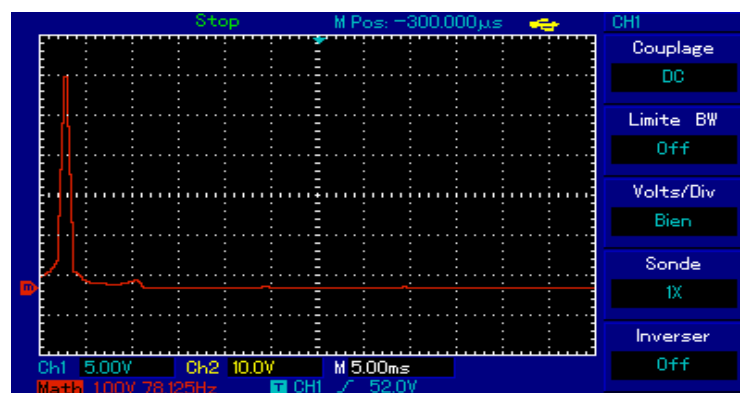 Stop M Pos: -300.000µs CH1
Couplage
DC
Limite BW
Off
Volts/Div
Bien
Sonde
1X
Inverser
Off
m
Ch1 5.00V Ch2 10.0V M 5.00ms
Math 1.00V 78.125Hz T CH1 52.0V